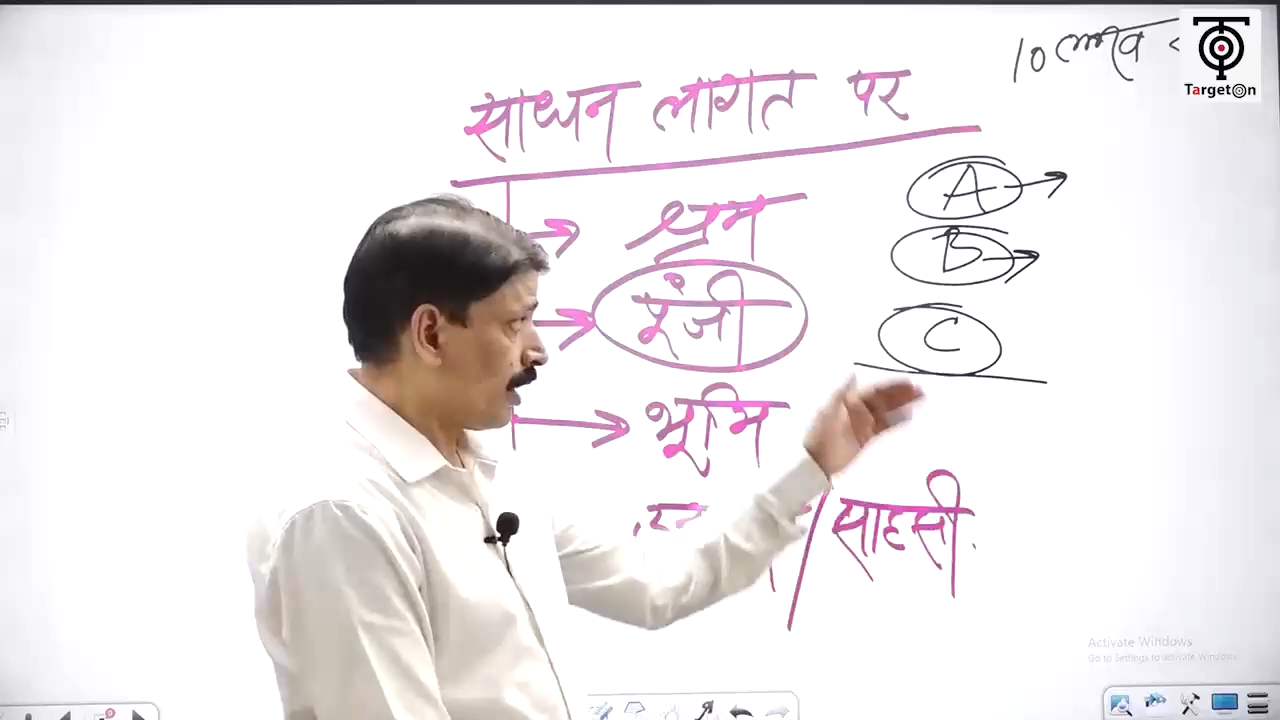 10 लाख
TargetOn
साधन लागत पर
A
श्रम
B
पूंजी
C
भूमि
/ साहसी
Activate Windows
Go to Settings to activate Windows.